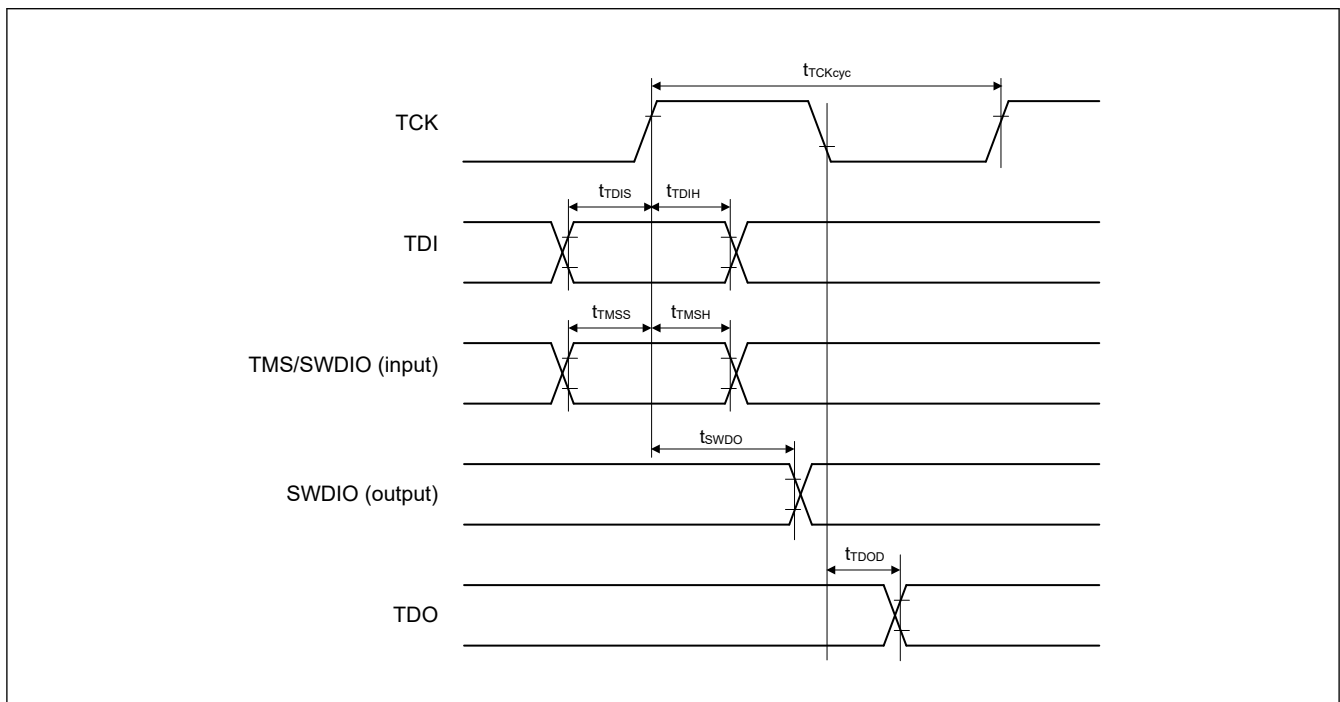 tTCKcyc
TCK
tTDIS tTDIH
TDI
tTMSS tTMSH
TMS/SWDIO (input)
tSWDO
SWDIO (output)
tTDOD
TDO